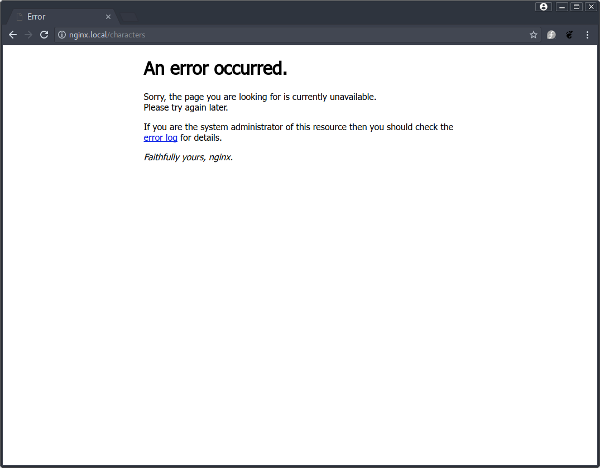 Error
nginx.local/characters
An error occurred.
Sorry, the page you are looking for is currently unavailable.
Please try again later.
If you are the system administrator of this resource then you should check the
error log for details.
Faithfully yours, nginx.